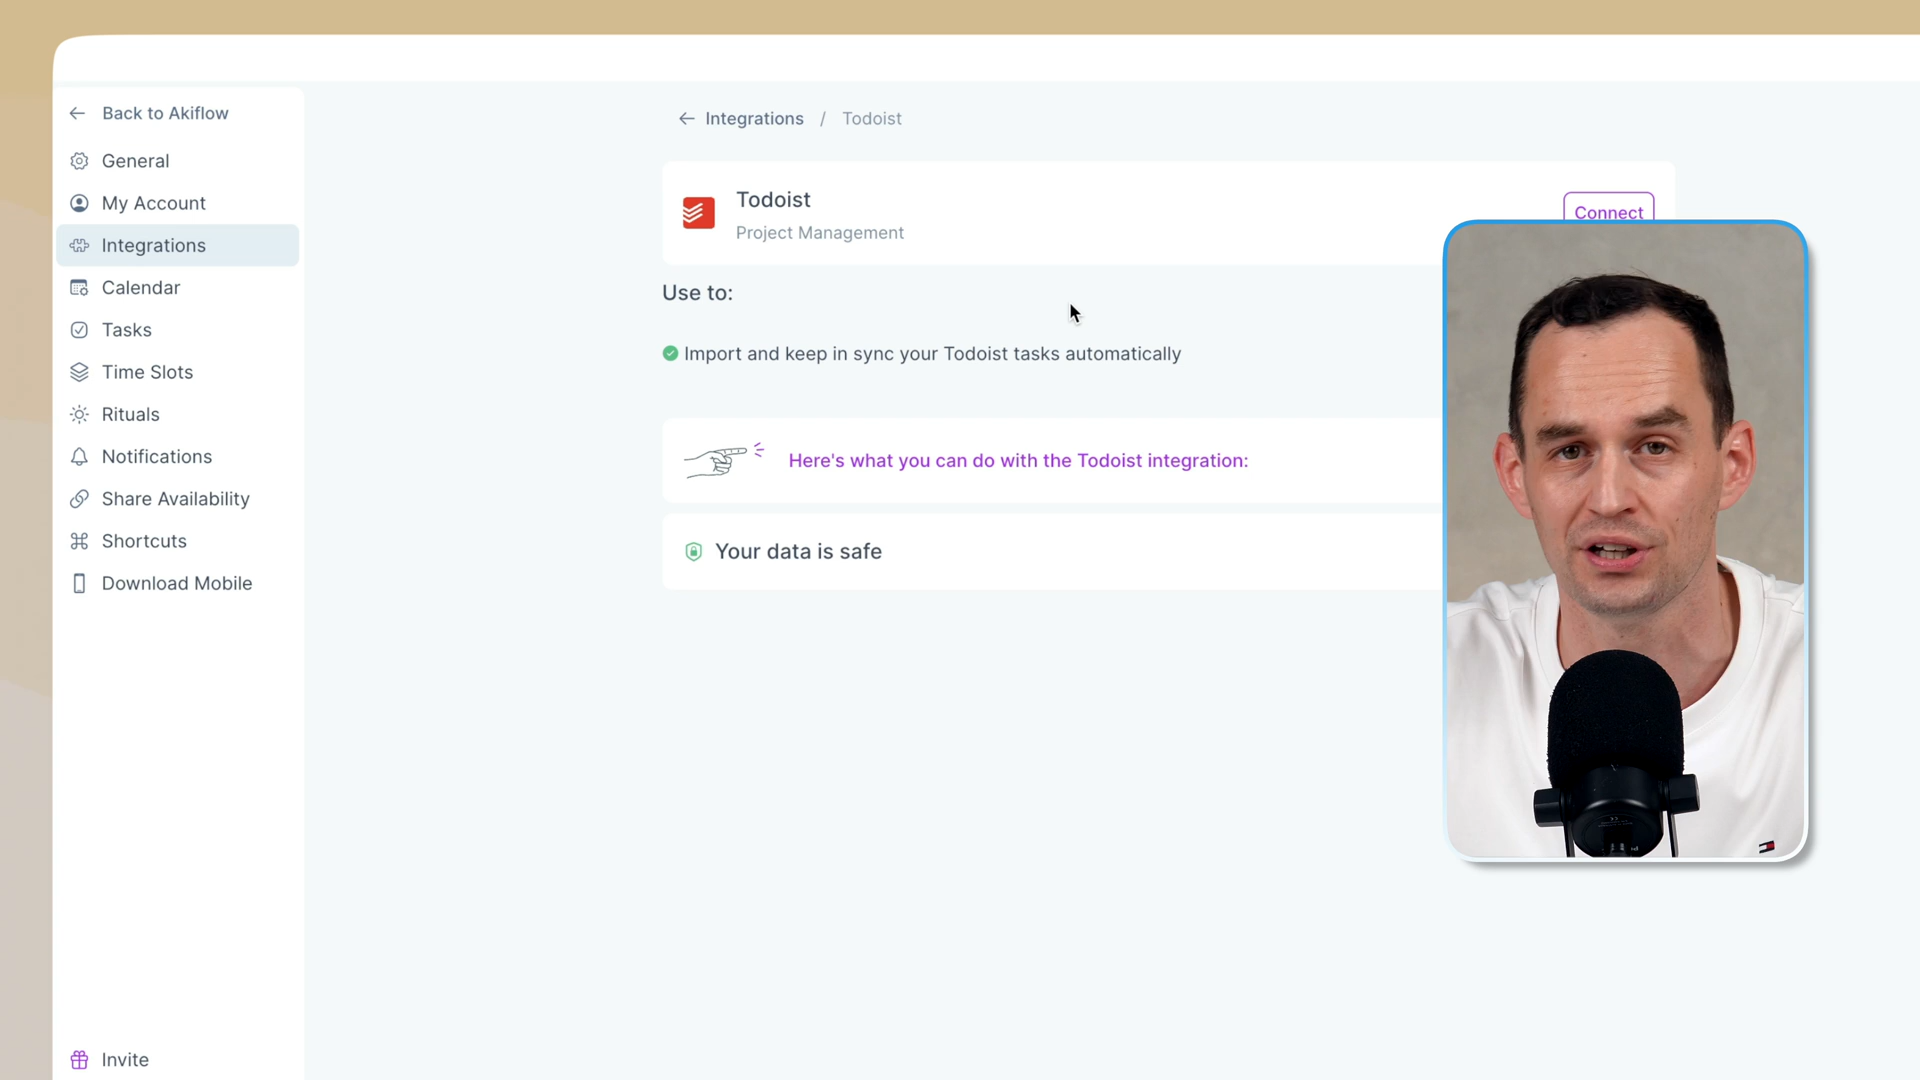 Back to Akiflow
General
My Account
Integrations
Calendar
Tasks
Time Slots
Rituals
Notifications
Share Availability
Shortcuts
Download Mobile
Invite
Integrations / Todoist
Todoist
Project Management
Connect
Use to:
Import and keep in sync your Todoist tasks automatically
Here's what you can do with the Todoist integration:
Your data is safe